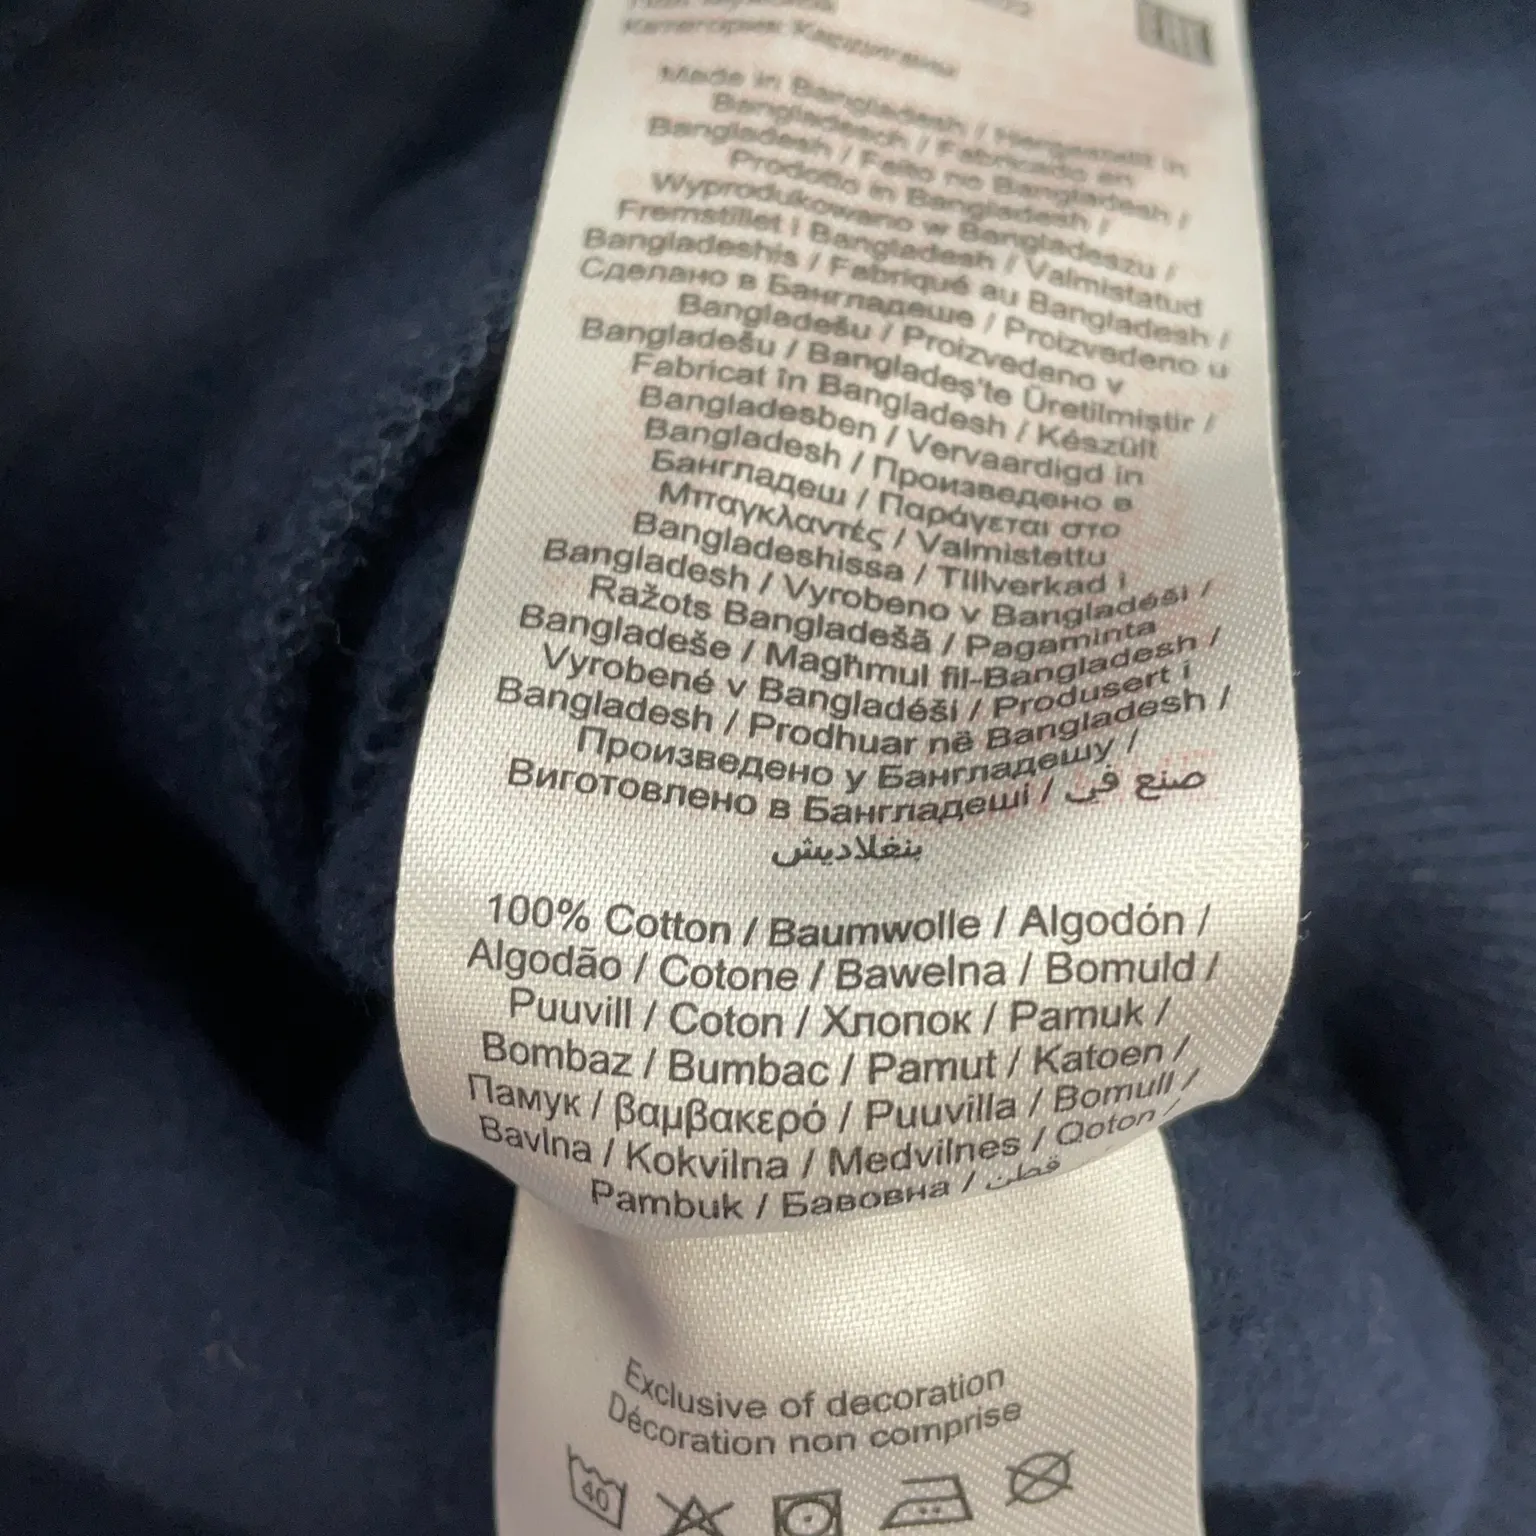 Категория: Кардиганы
Made in Bangladesh / Hergestellt in
Bangladesch / Fabricado en
Bangladesh / Feito no Bangladesh /
Prodotto in Bangladesh /
Wyprodukowano w Bangladeszu /
Fremstillet i Bangladesh / Valmistatud
Bangladeshis / Fabriqué au Bangladesh /
Сделано в Бангладеше / Proizvedeno u
Bangladešu / Proizvedeno v
Bangladešu / Bangladeş'te Üretilmiştir /
Fabricat în Bangladesh / Készült
Bangladesben / Vervaardigd in
Bangladesh / Произведено в
Бангладеш / Παράγεται στο
Μπαγκλαντές / Valmistettu
Bangladeshissa / Tillverkad i
Bangladesh / Vyrobeno v Bangladéši /
Ražots Bangladešā / Pagaminta
Bangladeše / Magħmul fil-Bangladesh /
Vyrobené v Bangladéši / Produsert i
Bangladesh / Prodhuar në Bangladesh /
Произведено у Бангладешу /
Виготовлено в Бангладеші / صنع في
بنغلاديش
100% Cotton / Baumwolle / Algodón /
Algodão / Cotone / Bawelna / Bomuld /
Puuvill / Coton / Хлопок / Pamuk /
Bombaz / Bumbac / Pamut / Katoen /
Памук / βαμβακερό / Puuvilla / Bomull /
Bavlna / Kokvilna / Medvilnes / Qoton /
Pambuk / Бавовна / قطن
Exclusive of decoration
Décoration non comprise
40